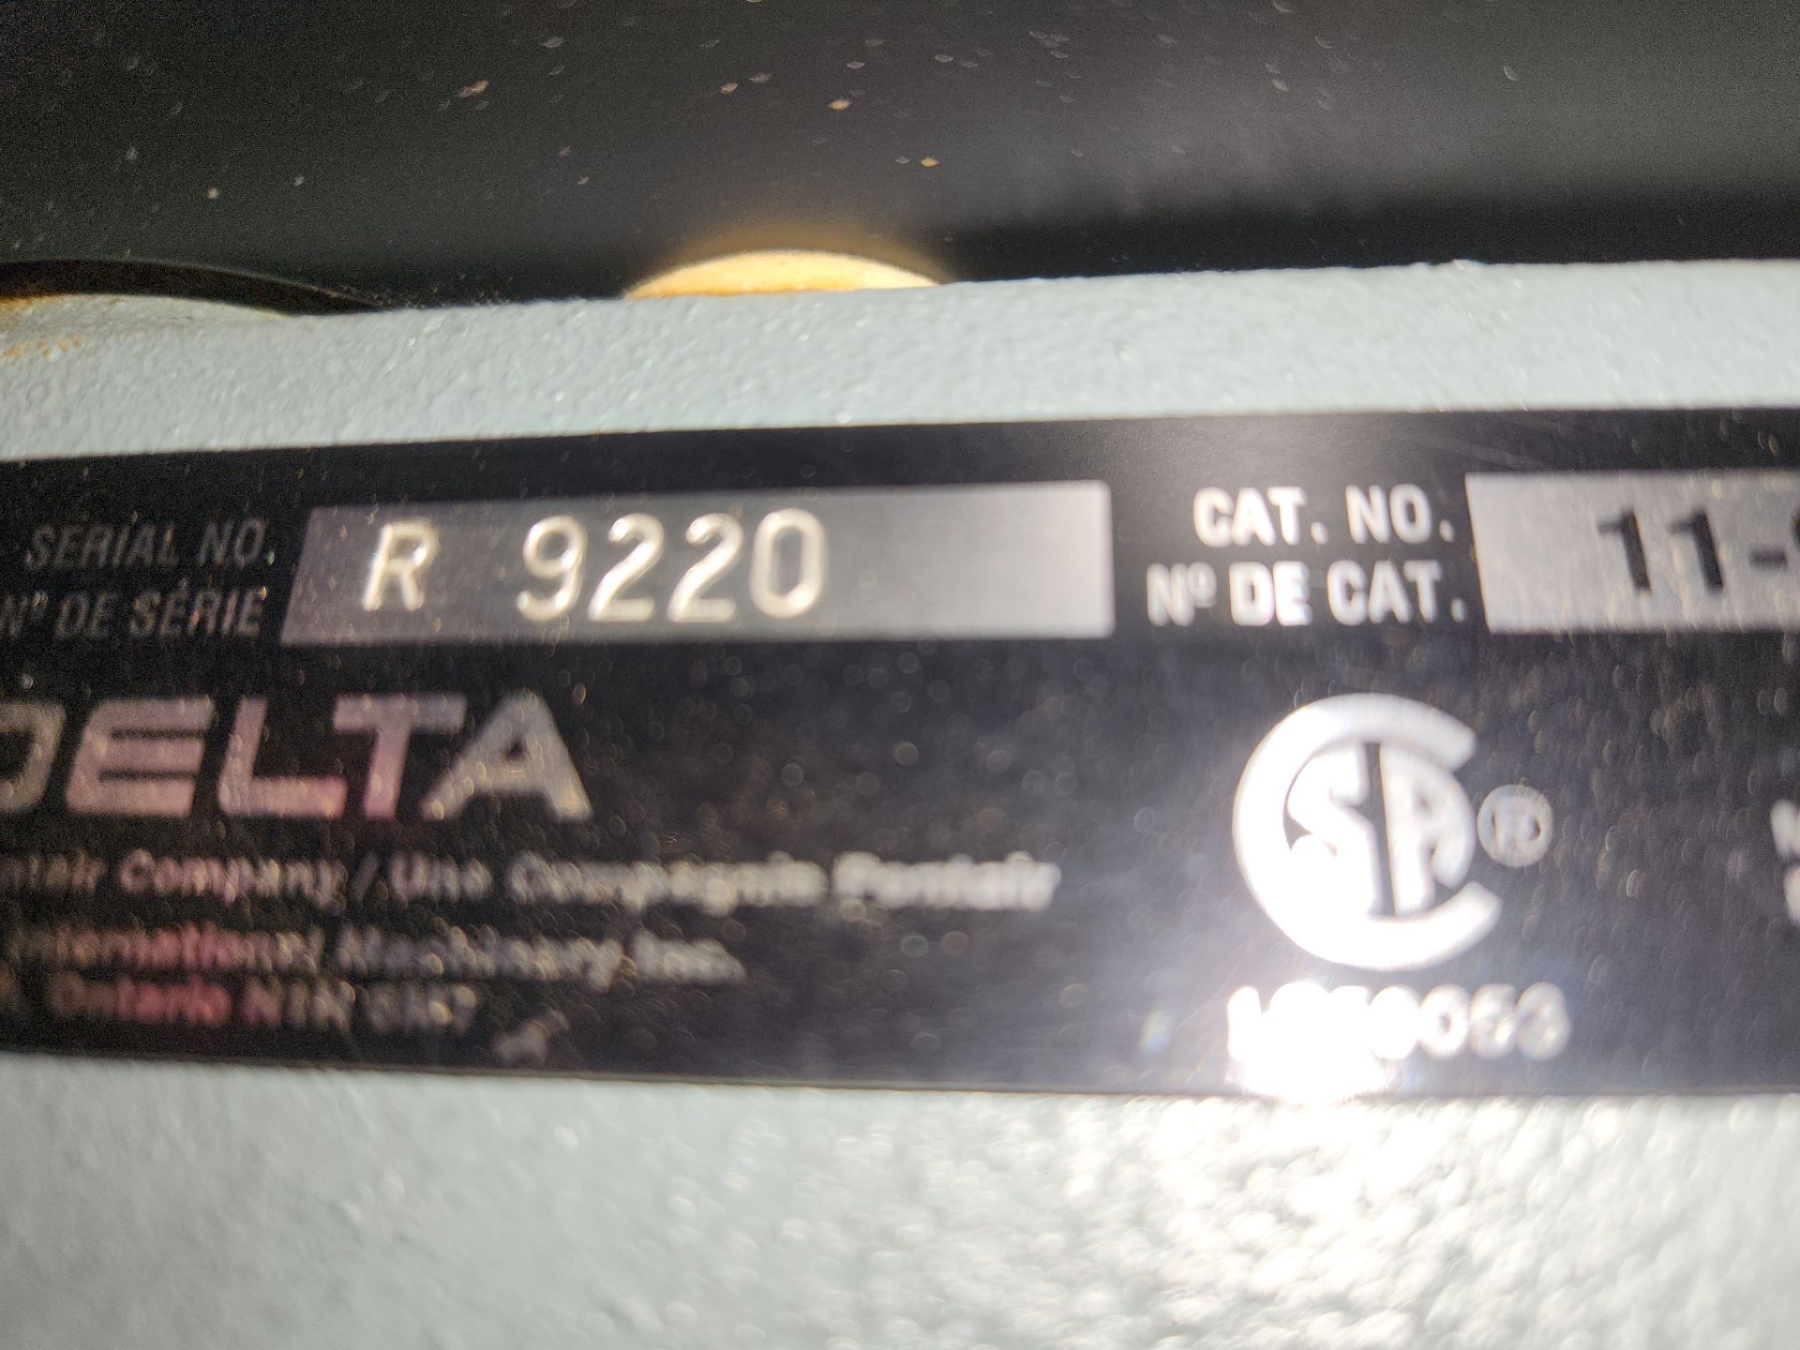 SERIAL NO.
Nº DE SÉRIE
R 9220
CAT. NO.
Nº DE CAT.
11-
DELTA
Company / Une Compagnie Pentair
International Machinery Inc.
Ontario